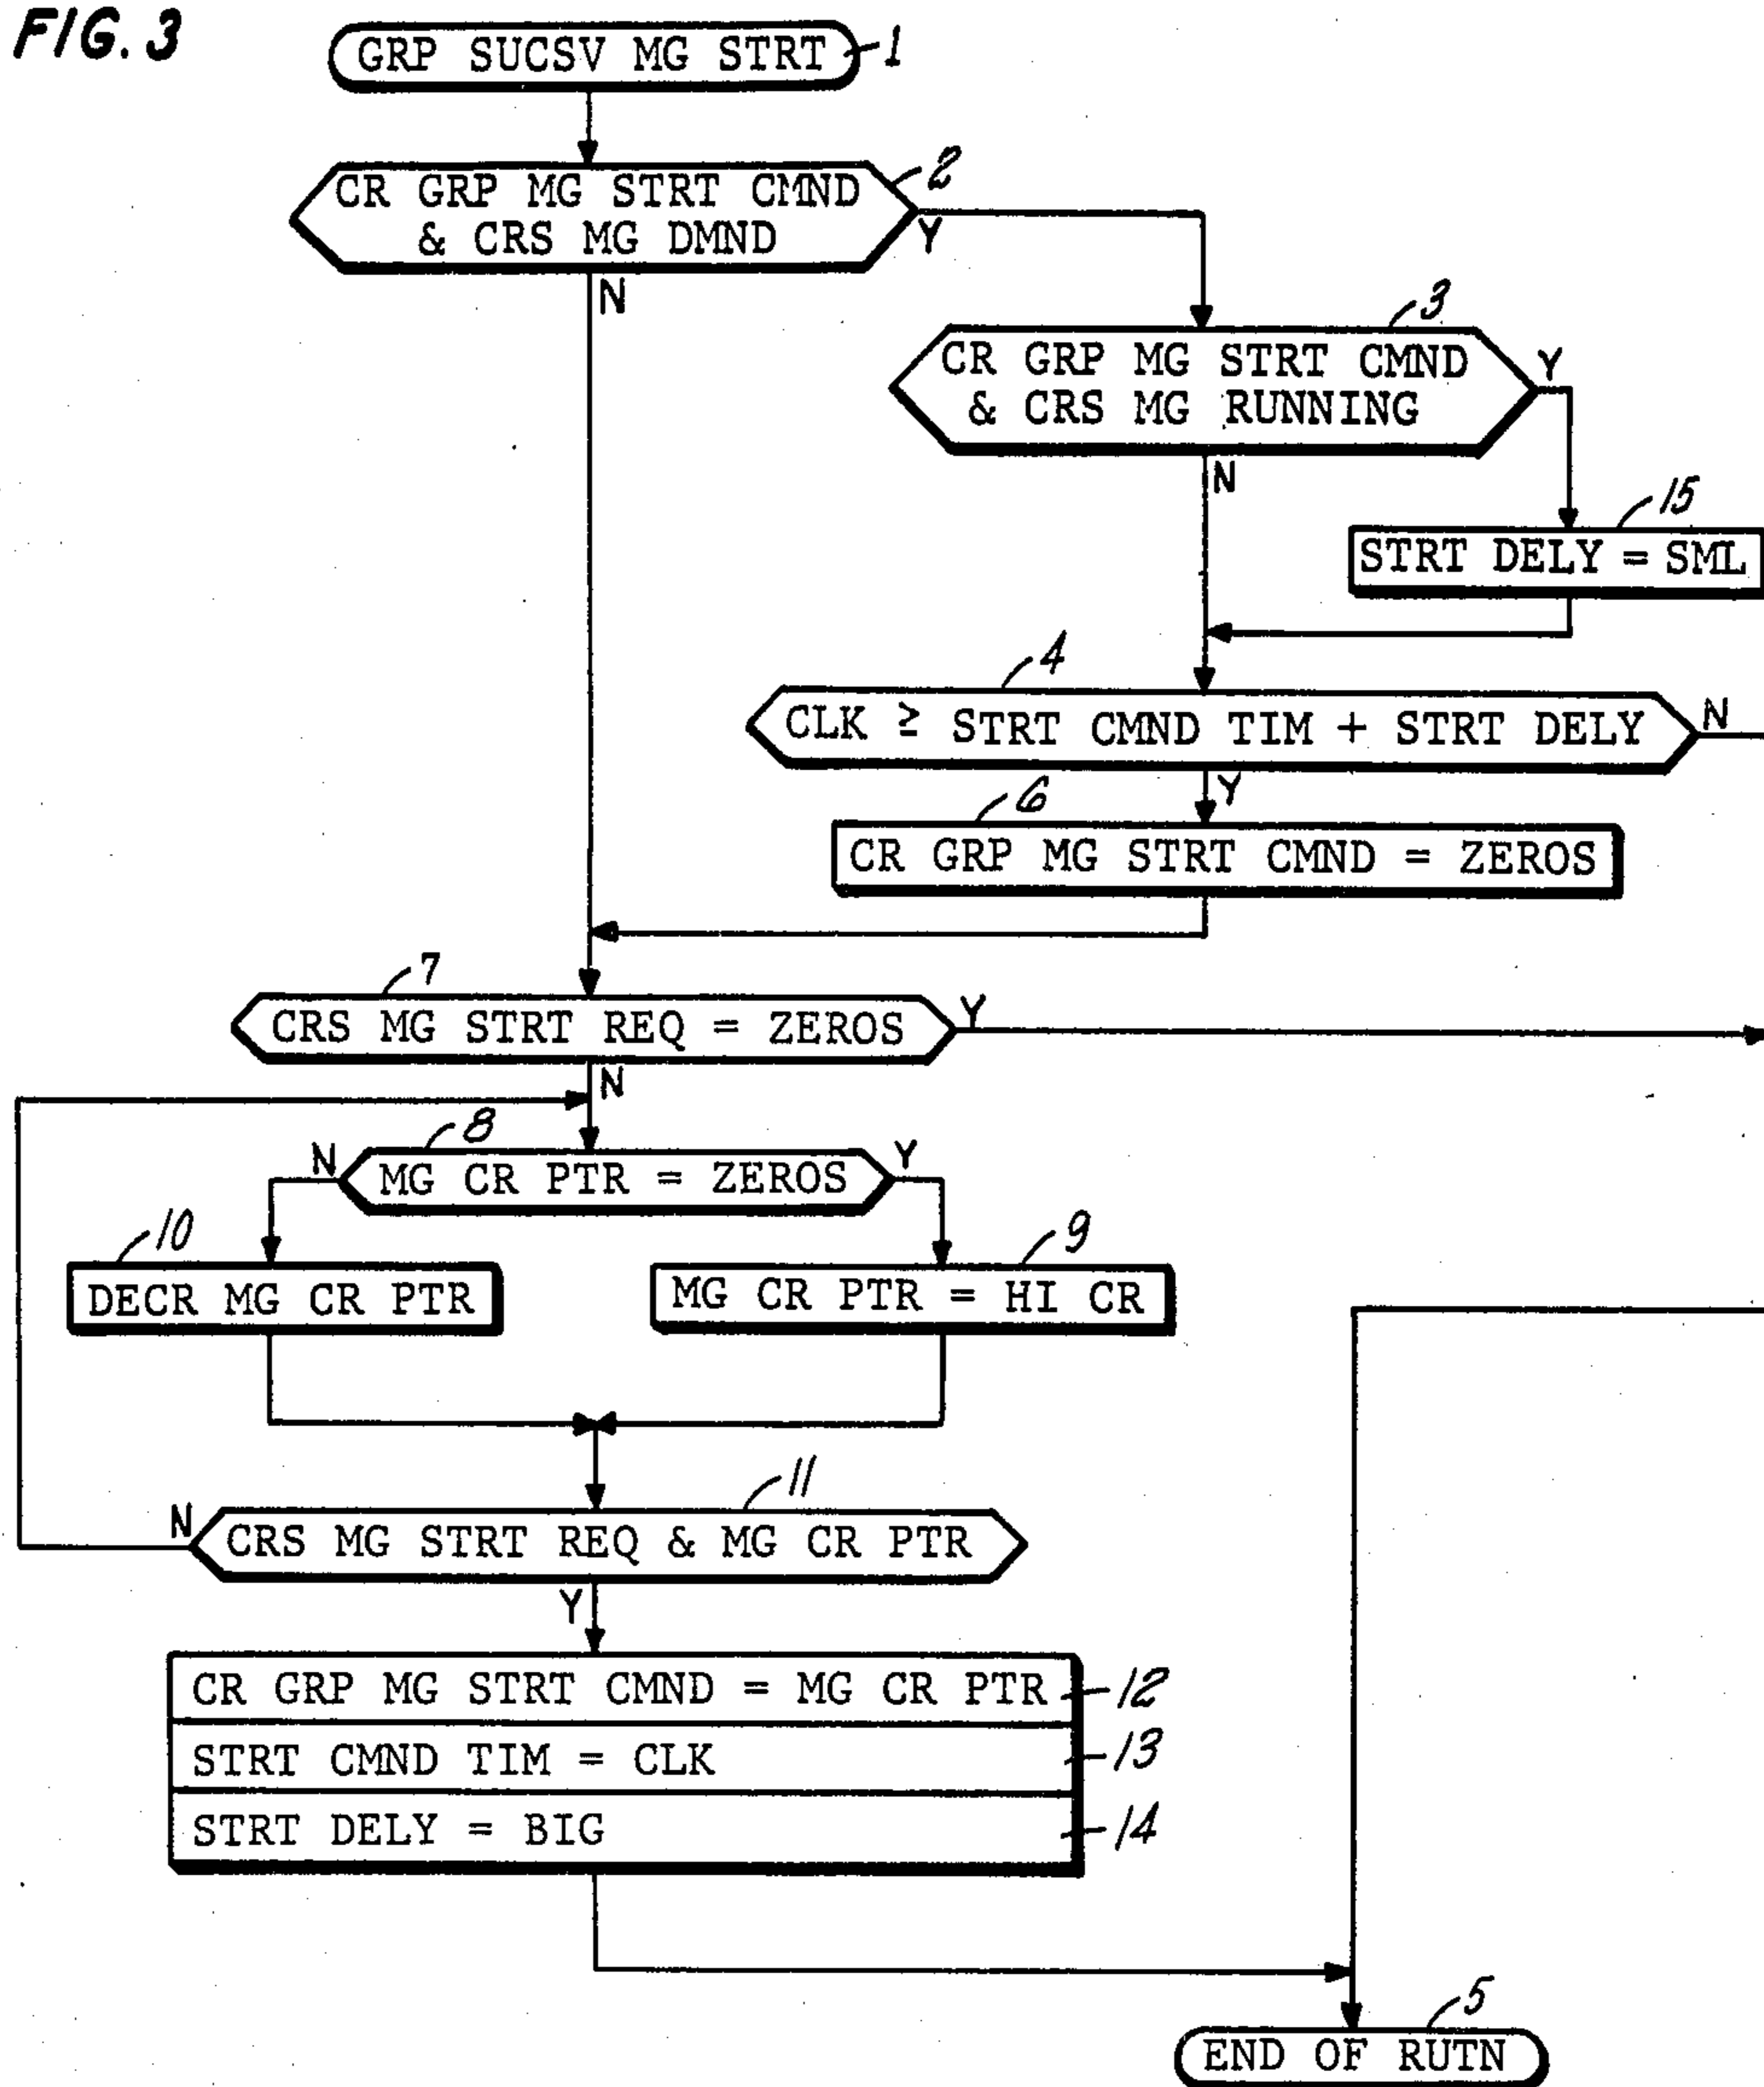 FIG. 3
GRP SUCSV MG STRT
1
CR GRP MG STRT CMND
& CRS MG DMND
2
Y
N
3
CR GRP MG STRT CMND
& CRS MG RUNNING
Y
N
15
STRT DELY = SML
4
CLK ≥ STRT CMND TIM + STRT DELY
N
Y
6
CR GRP MG STRT CMND = ZEROS
7
CRS MG STRT REQ = ZEROS
Y
N
8
N
MG CR PTR = ZEROS
Y
10
DECR MG CR PTR
9
MG CR PTR = HI CR
11
N
CRS MG STRT REQ & MG CR PTR
Y
CR GRP MG STRT CMND = MG CR PTR
12
STRT CMND TIM = CLK
13
STRT DELY = BIG
14
5
END OF RUTN